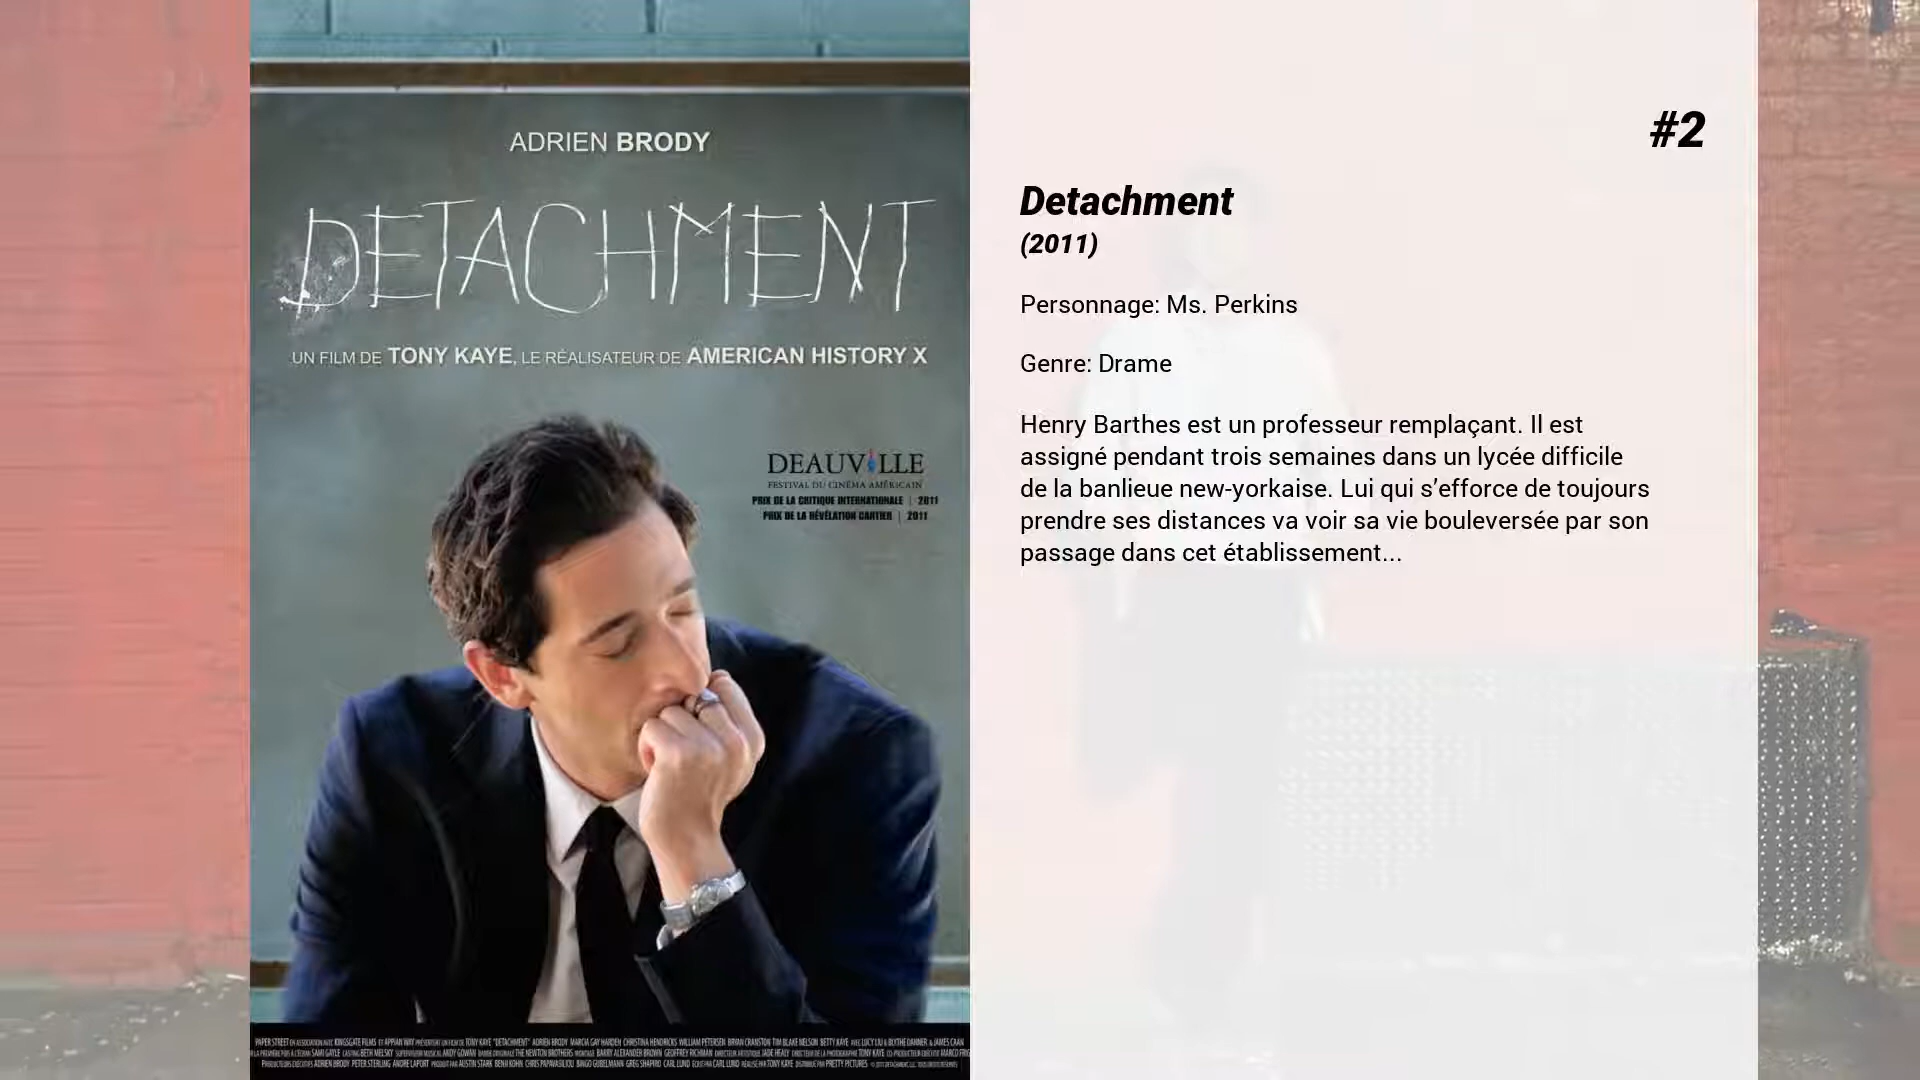 ADRIEN BRODY
DETACHMENT
UN FILM DE TONY KAYE, LE RÉALISATEUR DE AMERICAN HISTORY X
DEAUVILLE
FESTIVAL DU CINÉMA AMÉRICAIN
PRIX DE LA CRITIQUE INTERNATIONALE | 2011
PRIX DE LA RÉVÉLATION CARTIER | 2011
#2
Detachment
(2011)
Personnage: Ms. Perkins
Genre: Drame
Henry Barthes est un professeur remplaçant. Il est
assigné pendant trois semaines dans un lycée difficile
de la banlieue new-yorkaise. Lui qui s’efforce de toujours
prendre ses distances va voir sa vie bouleversée par son
passage dans cet établissement...